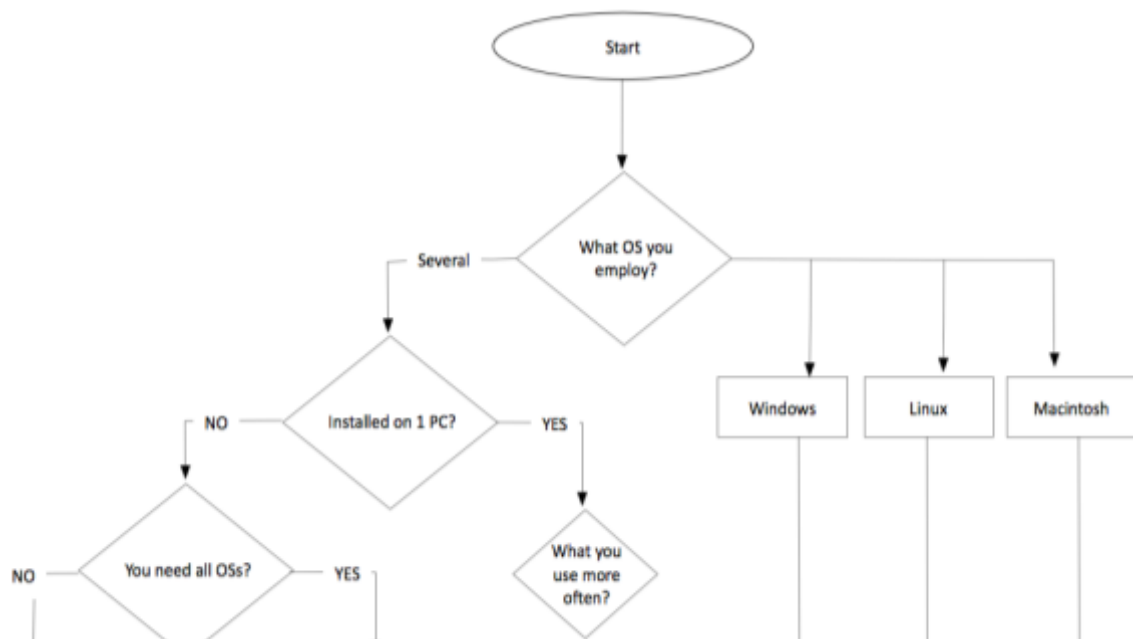 Start
What OS you
employ?
Several
Installed on 1 PC?
NO
YES
Windows
Linux
Macintosh
You need all OSs?
NO
YES
What you
use more
often?